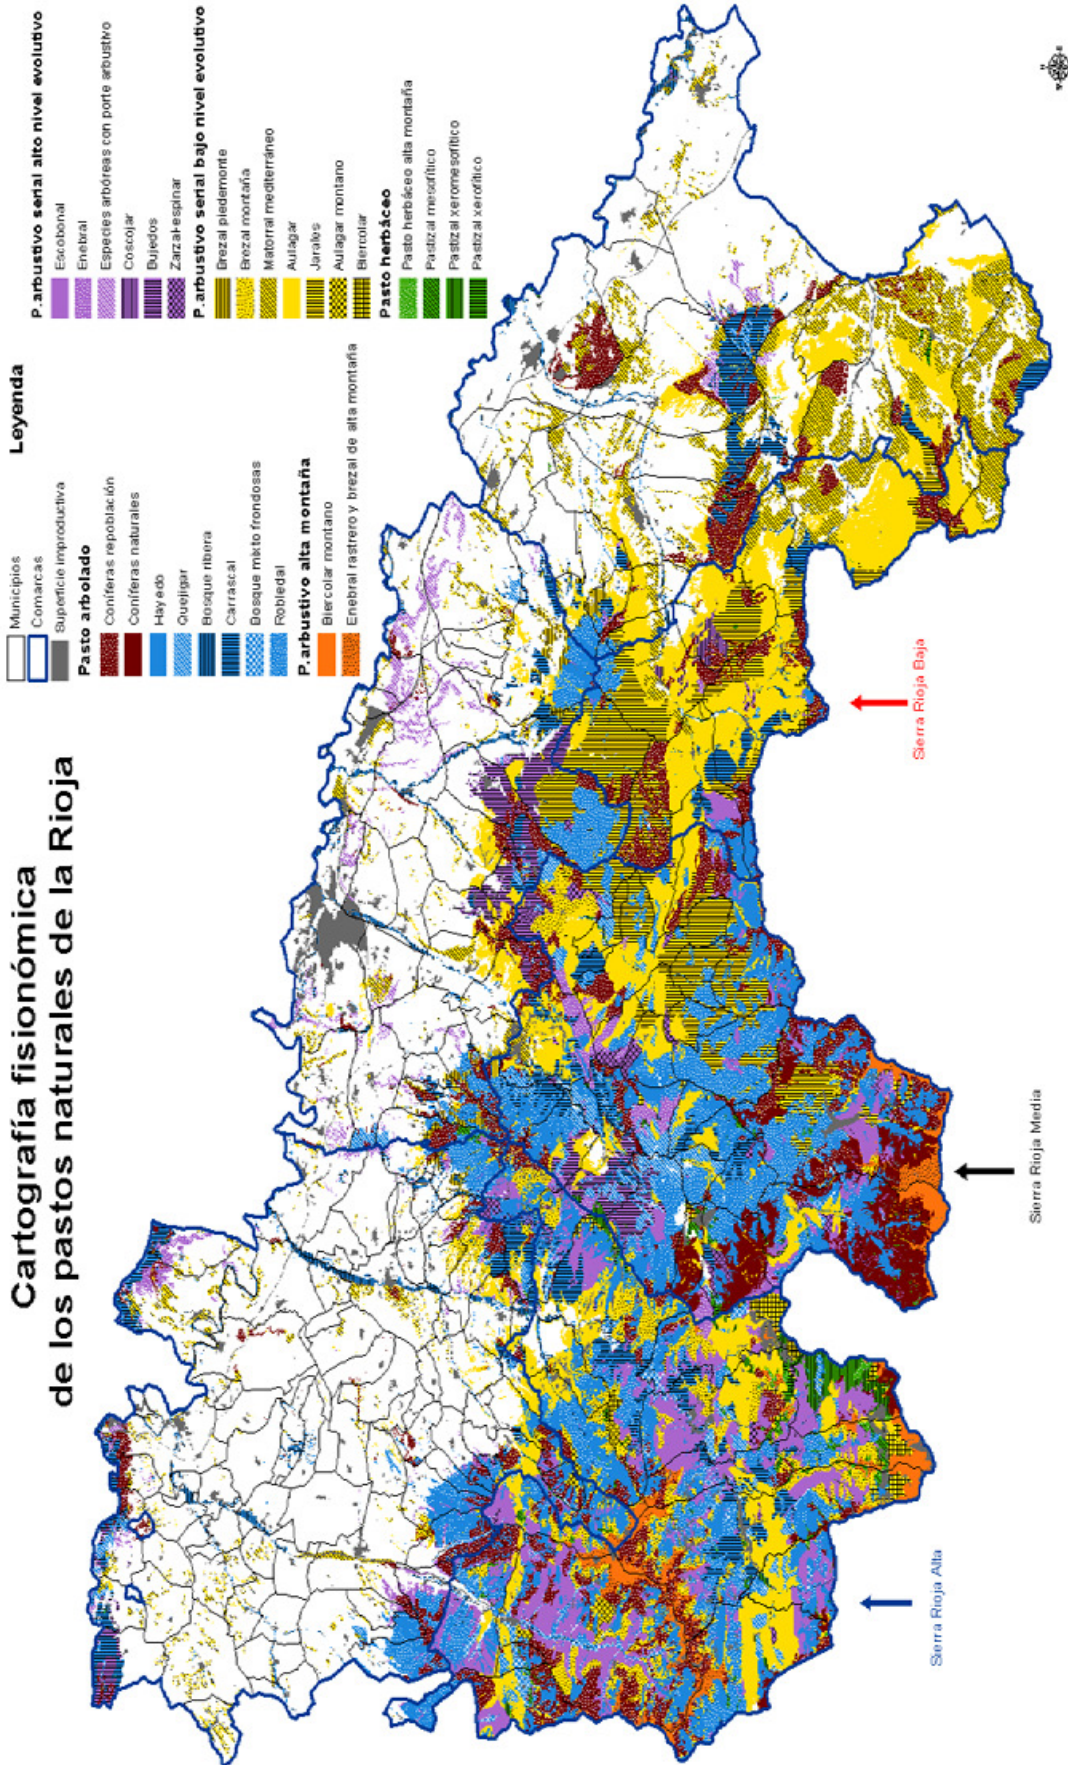 Cartografía fisionómica
de los pastos naturales de la Rioja
Leyenda
Municipios
Comarcas
Superficie improductiva
Pasto arbolado
Coníferas repoblación
Coníferas naturales
Hayedo
Quejigar
Bosque ribera
Carrascal
Bosque mixto frondosas
Robledal
P.arbustivo alta montaña
Biercolar montano
Enebral rastrero y brezal de alta montaña
P.arbustivo serial alto nivel evolutivo
Escobonal
Enebral
Especies arbóreas con porte arbustivo
Coscojar
Bujedos
Zarzal-espinar
P.arbustivo serial bajo nivel evolutivo
Brezal piedemonte
Brezal montaña
Matorral mediterráneo
Aulagar
Jarales
Aulagar montano
Biercolar
Pasto herbáceo
Pasto herbáceo alta montaña
Pastizal mesofítico
Pastizal xeromesofítico
Pastizal xerofítico
Sierra Rioja Alta
Sierra Rioja Media
Sierra Rioja Baja